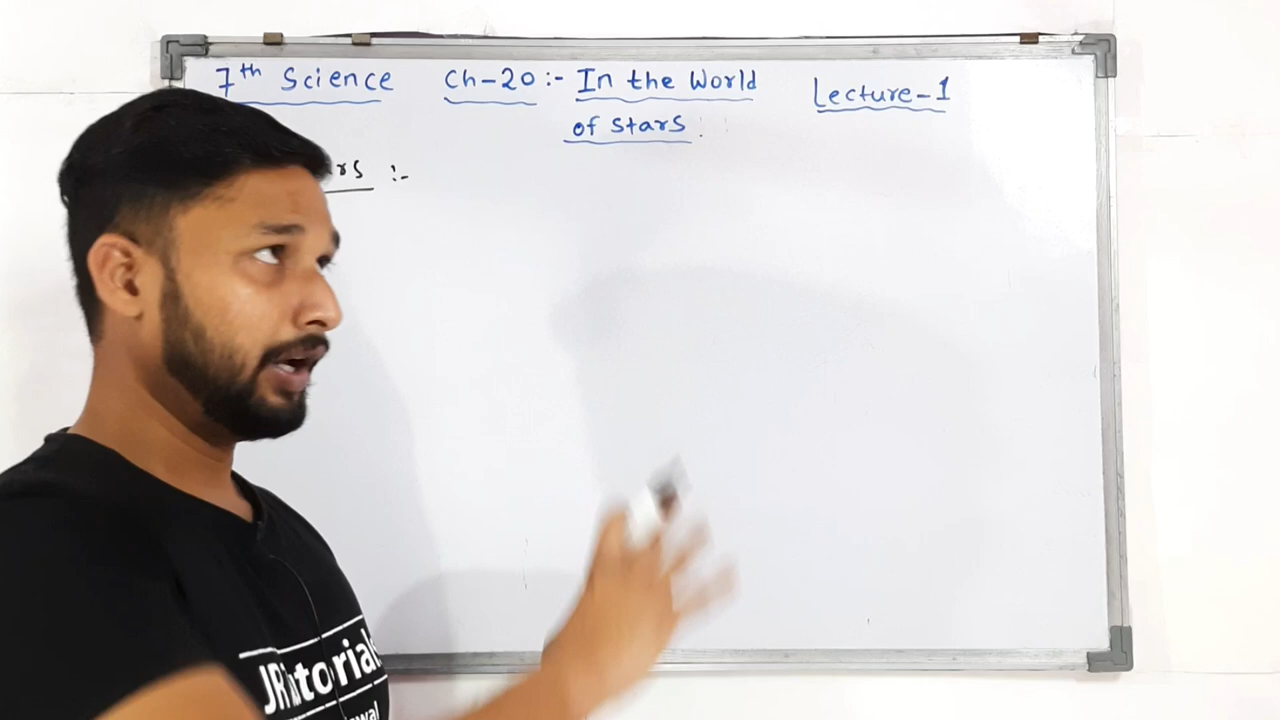 7th Science Ch-20:- In the World of Stars Lecture-1
:-